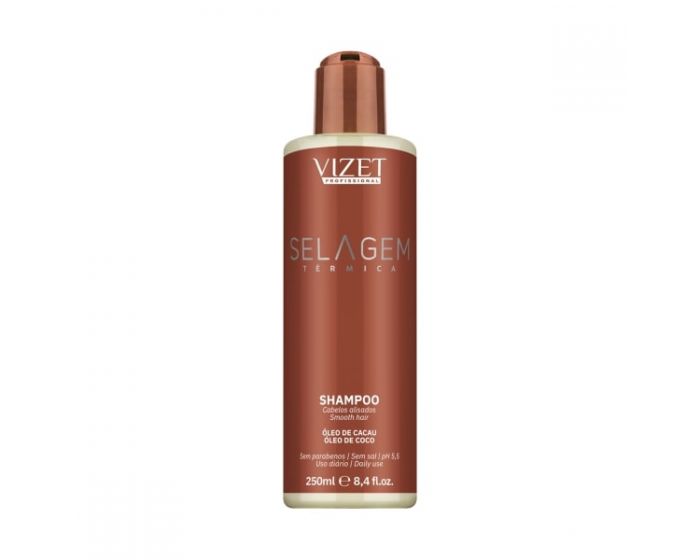 VIZET
PROFISSIONAL
SELAGEM
TÈRMICA
SHAMPOO
Cabelos alisados
Smooth hair
ÓLEO DE CACAU
ÓLEO DE COCO
Sem parabenos | Sem sal | pH 5,5
Uso diário | Daily use
250ml ℮ 8,4 fl.oz.